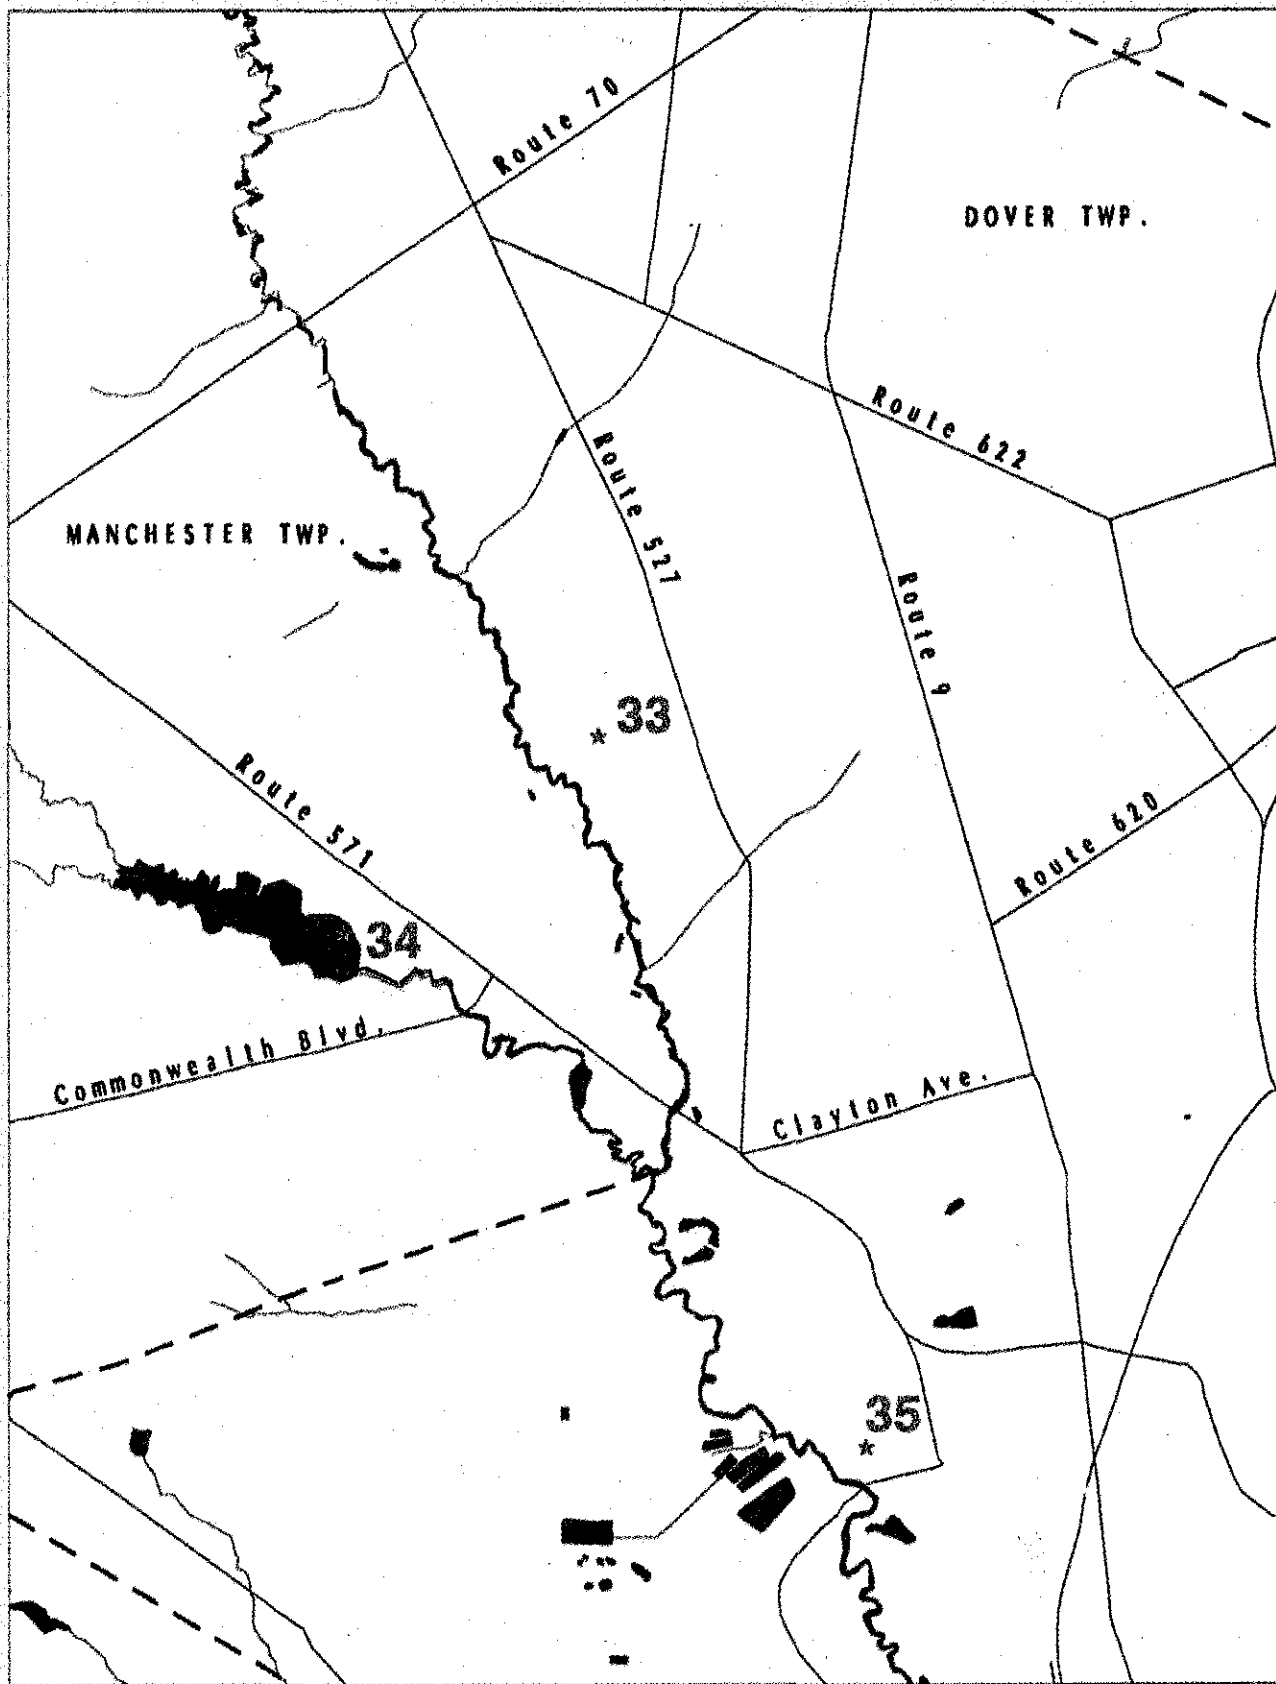 Route 70
DOVER TWP.
Route 622
Route 527
MANCHESTER TWP.
Route 9
33
Route 571
Route 620
34
Commonwealth Blvd.
Clayton Ave.
35